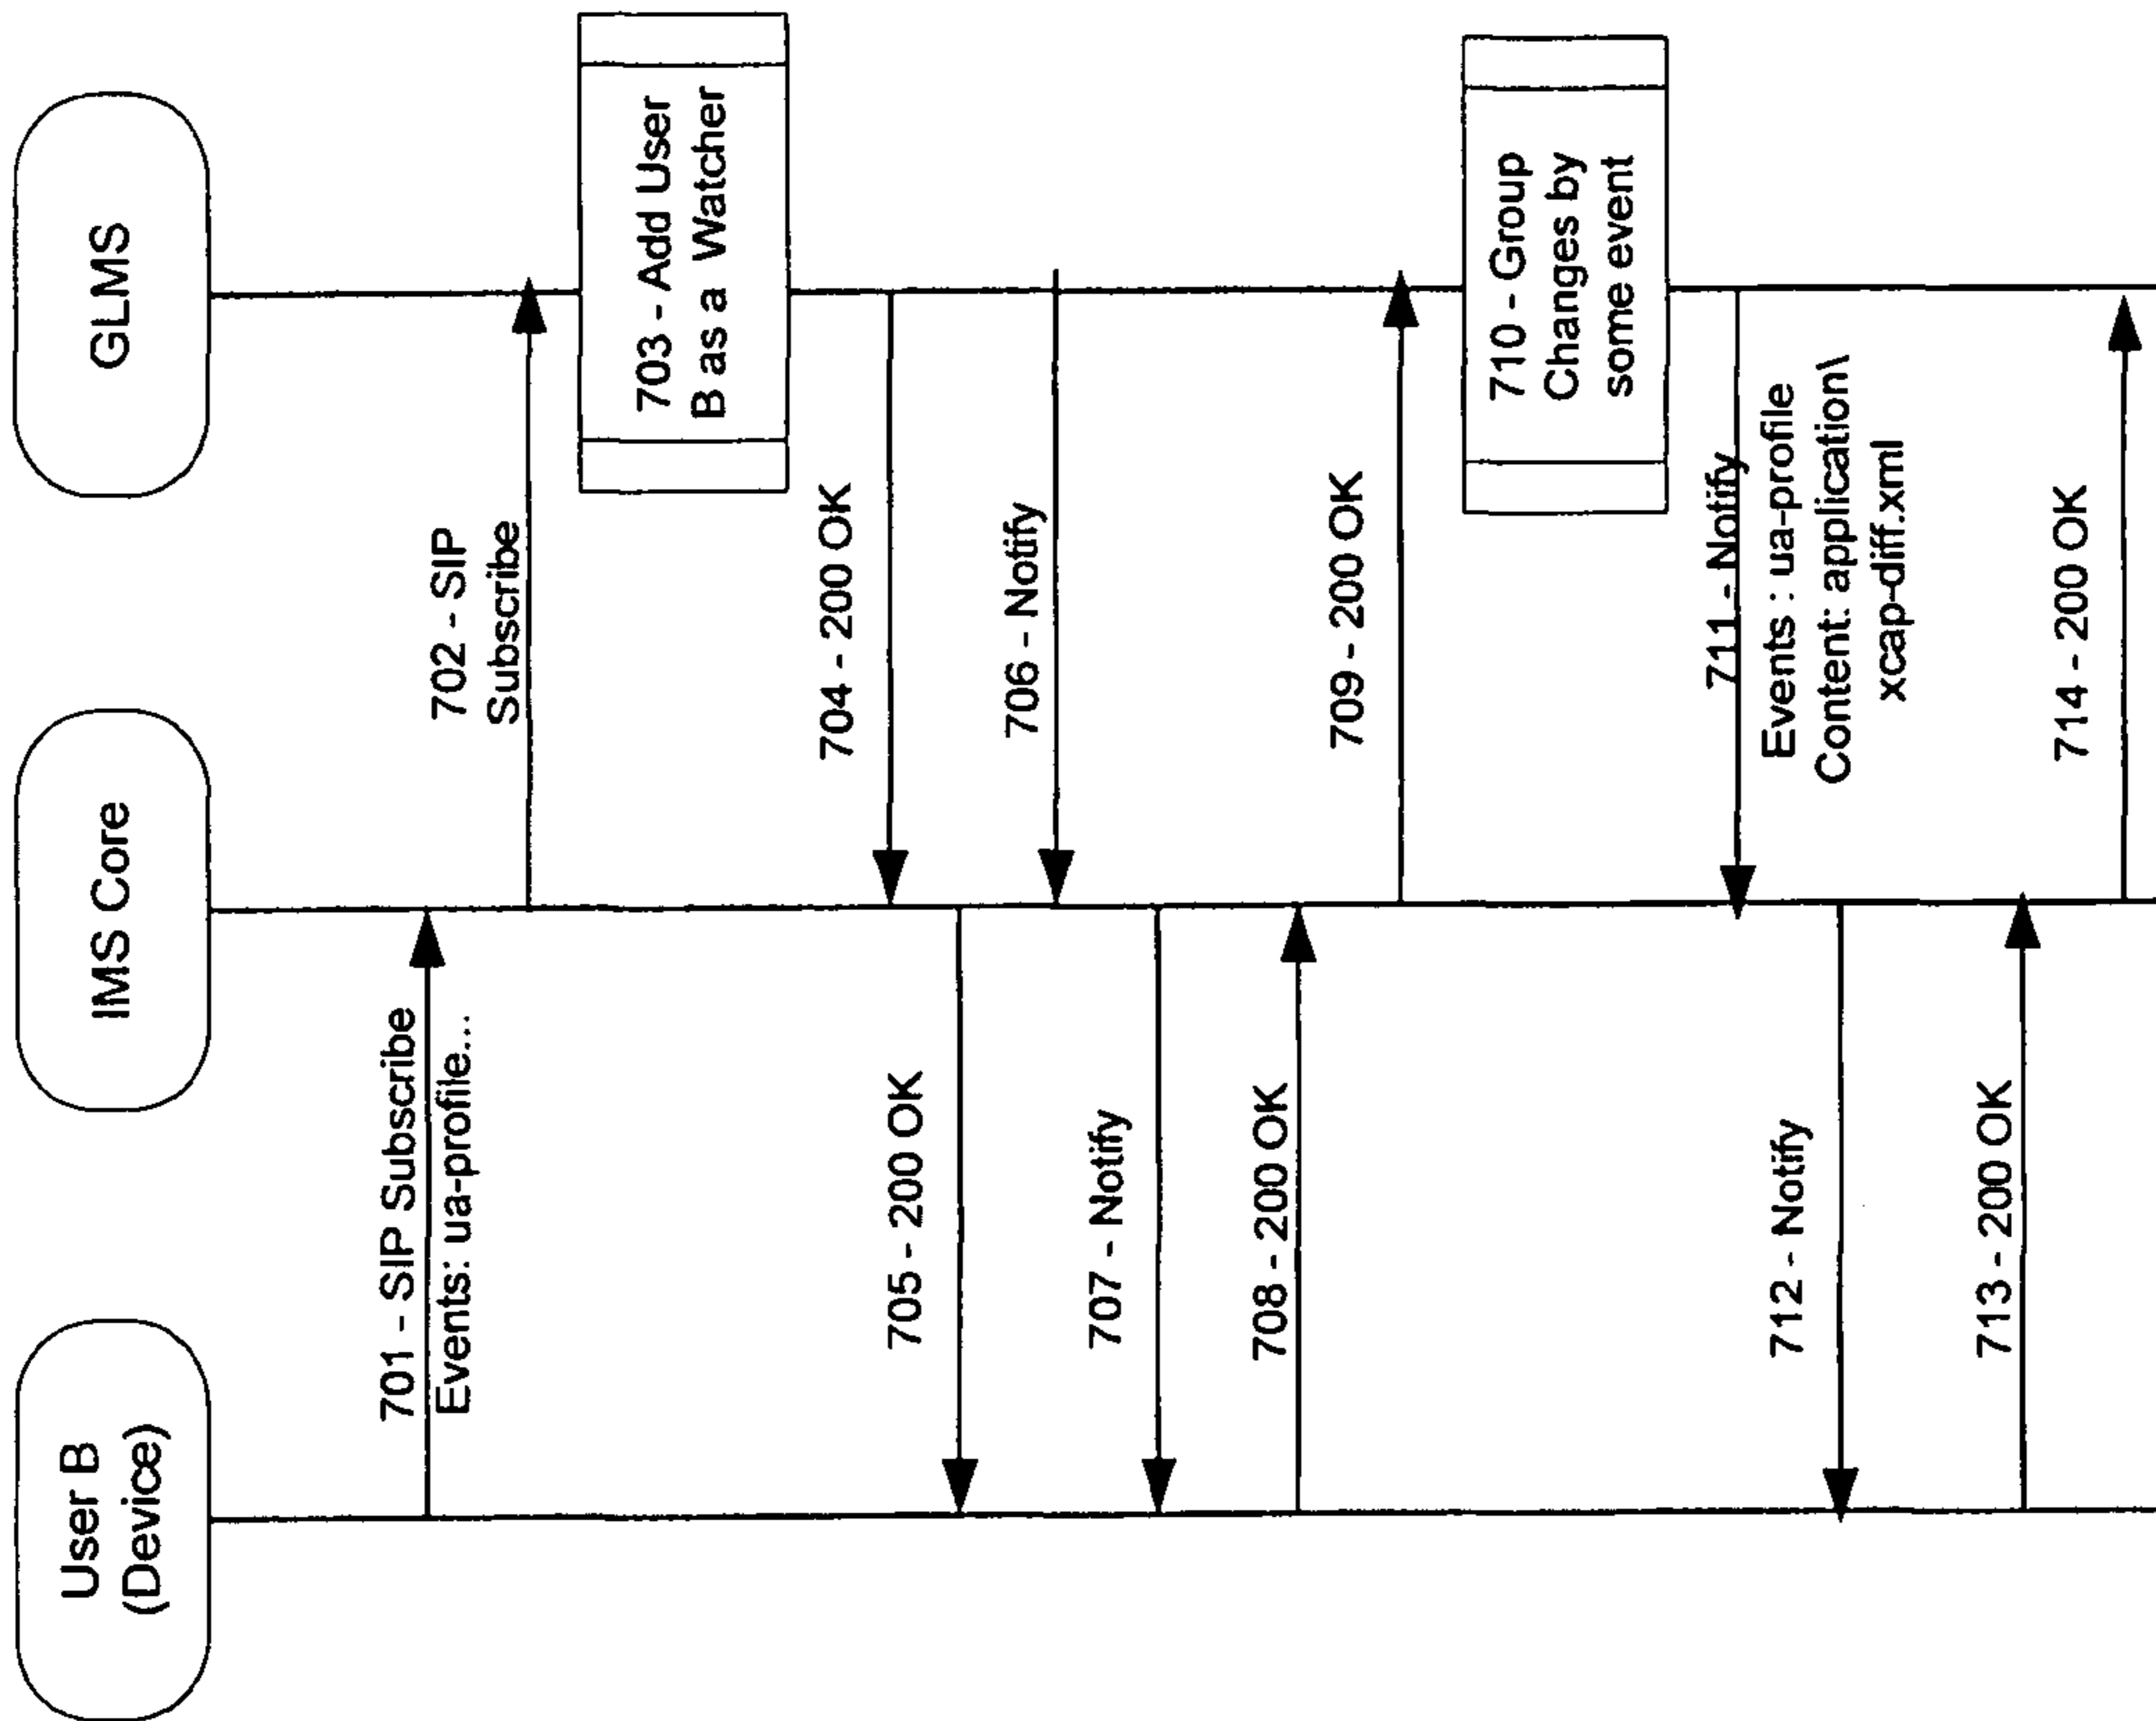 User B
(Device)
IMS Core
GLMS
701 - SIP Subscribe
Events: ua-profile...
702 - SIP
Subscribe
703 - Add User
B as a Watcher
704 - 200 OK
705 - 200 OK
706 - Notify
707 - Notify
708 - 200 OK
709 - 200 OK
710 - Group
Changes by
some event
711 - Notify
Events : ua-profile
Content: application\
xcap-diff.xml
712 - Notify
713 - 200 OK
714 - 200 OK